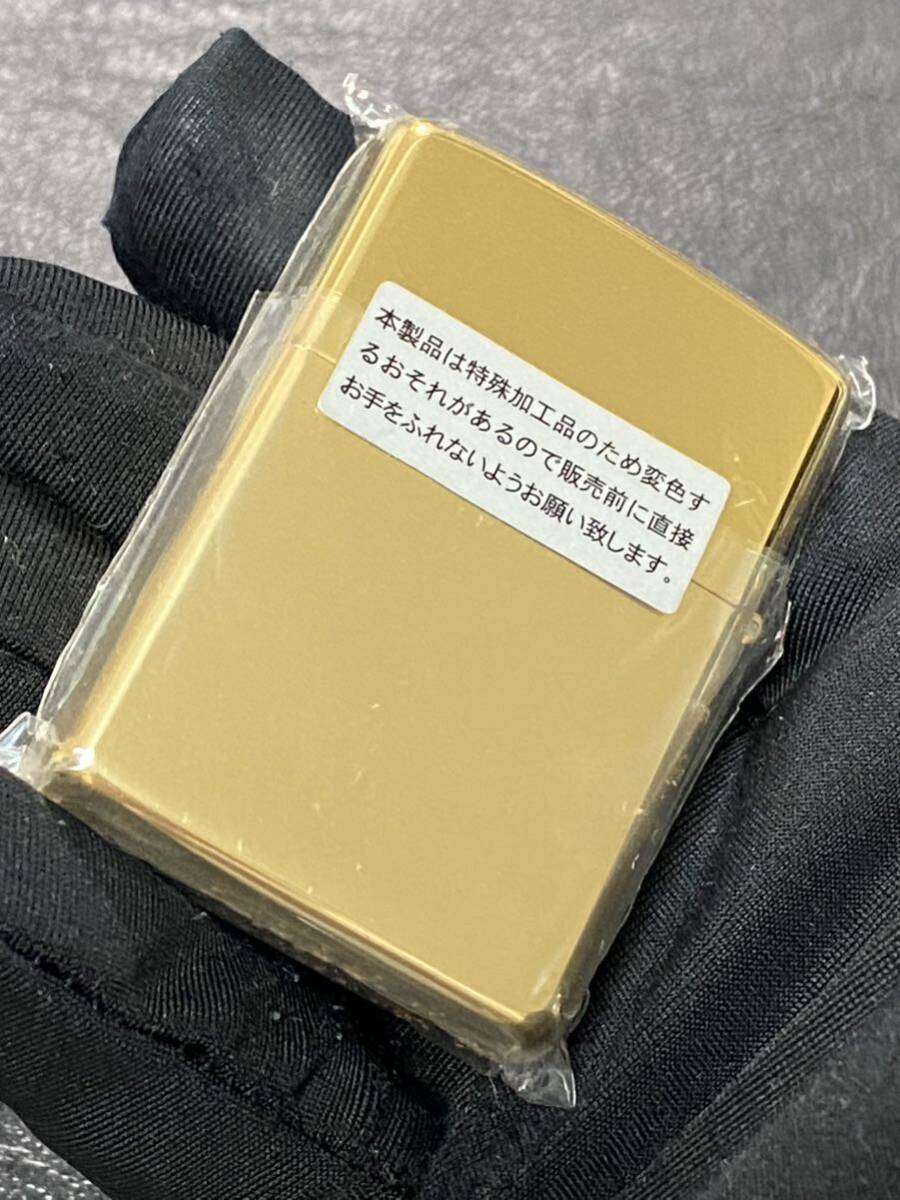 本製品は特殊加工品のため変色す
るおそれがあるので販売前に直接
お手をふれないようお願い致します。